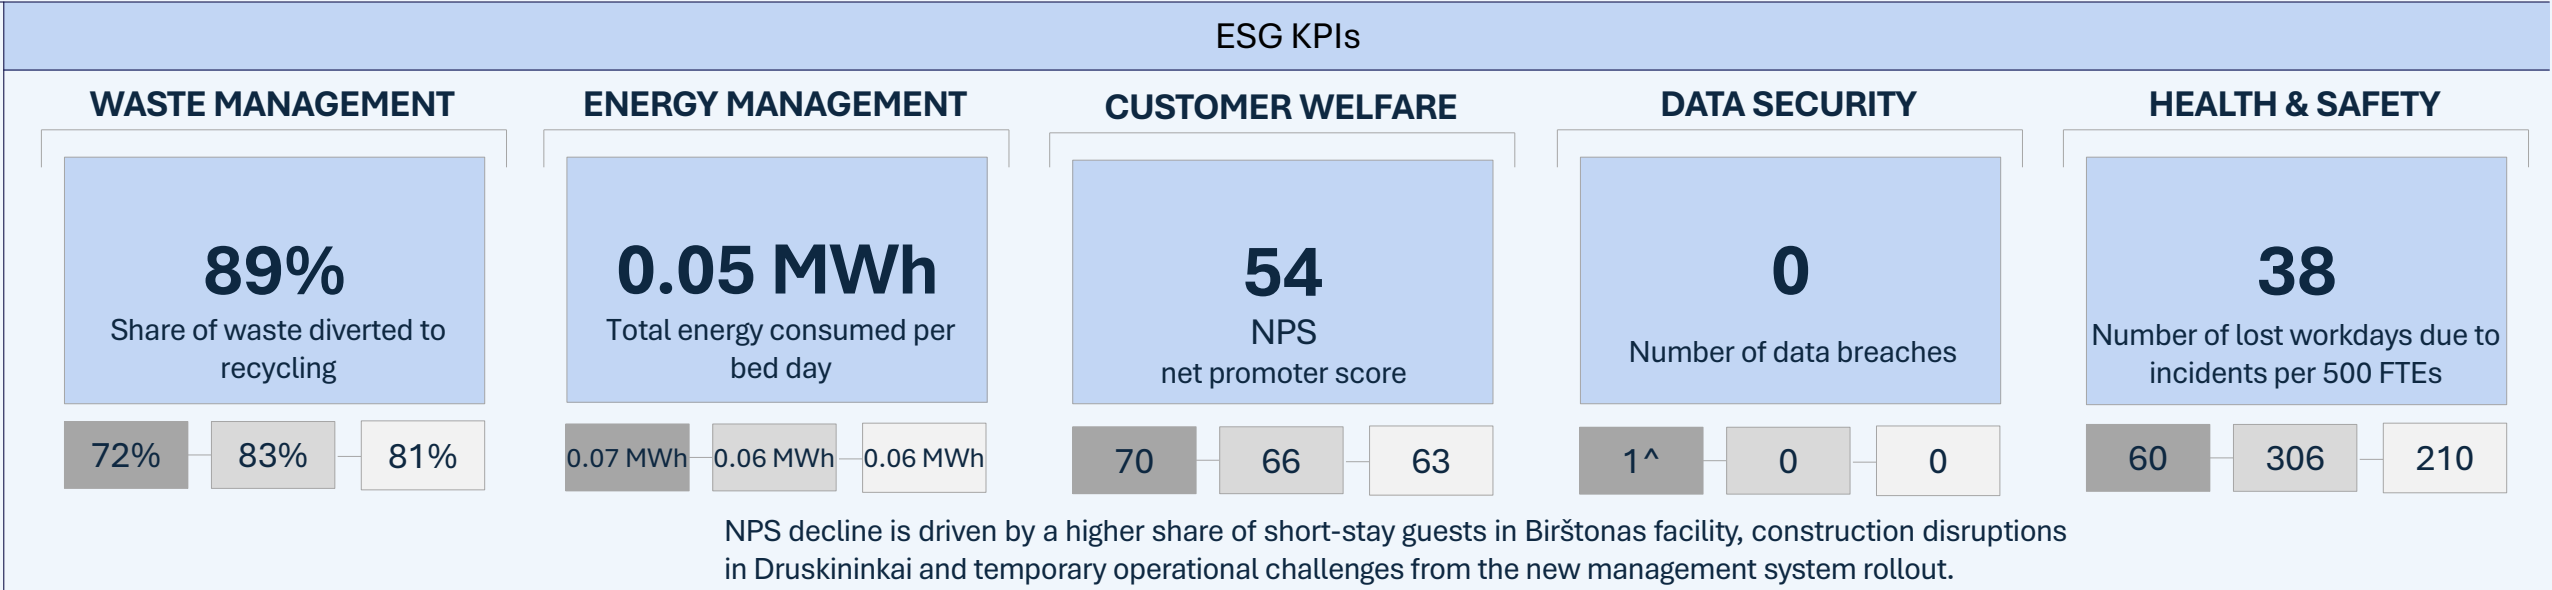 ESG KPIs
WASTE MANAGEMENT
89%
Share of waste diverted to
recycling
72%
83%
81%
ENERGY MANAGEMENT
0.05 MWh
Total energy consumed per
bed day
0.07 MWh
0.06 MWh
0.06 MWh
CUSTOMER WELFARE
54
NPS
net promoter score
70
66
63
DATA SECURITY
0
Number of data breaches
1^
0
0
HEALTH & SAFETY
38
Number of lost workdays due to
incidents per 500 FTEs
60
306
210
NPS decline is driven by a higher share of short-stay guests in Birštonas facility, construction disruptions
in Druskininkai and temporary operational challenges from the new management system rollout.